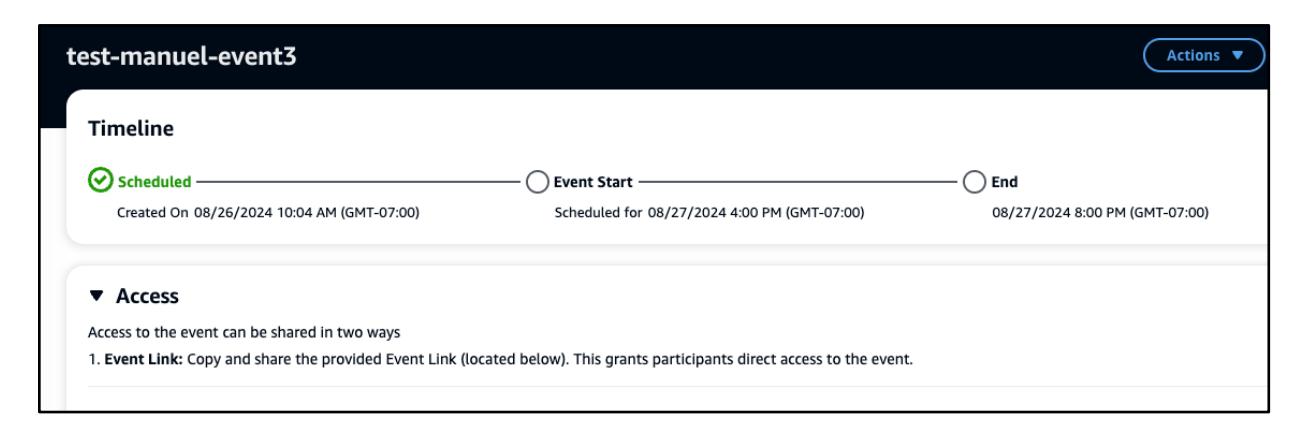 test-manuel-event3
Actions ▼
Timeline
Scheduled
Event Start
End
Created On 08/26/2024 10:04 AM (GMT-07:00)
Scheduled for 08/27/2024 4:00 PM (GMT-07:00)
08/27/2024 8:00 PM (GMT-07:00)
▼ Access
Access to the event can be shared in two ways
1. Event Link: Copy and share the provided Event Link (located below). This grants participants direct access to the event.